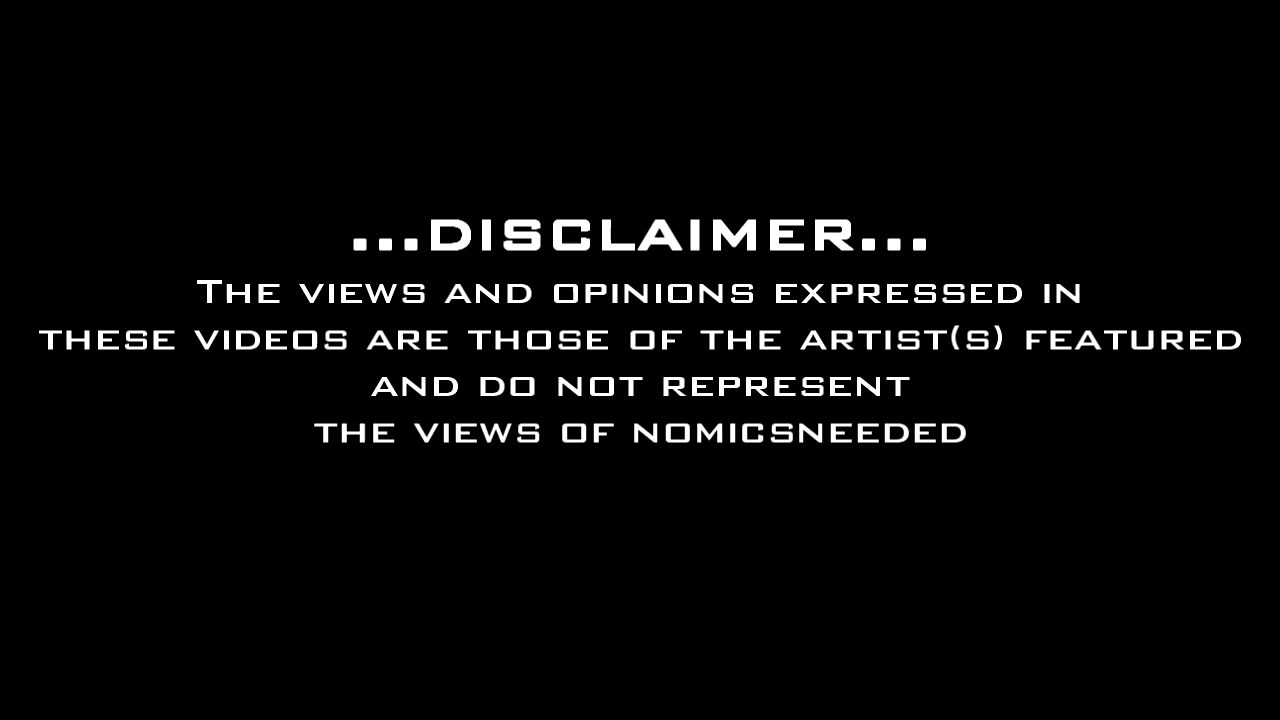 ...DISCLAIMER...
THE VIEWS AND OPINIONS EXPRESSED IN
THESE VIDEOS ARE THOSE OF THE ARTIST(S) FEATURED
AND DO NOT REPRESENT
THE VIEWS OF NOMICSNEEDED